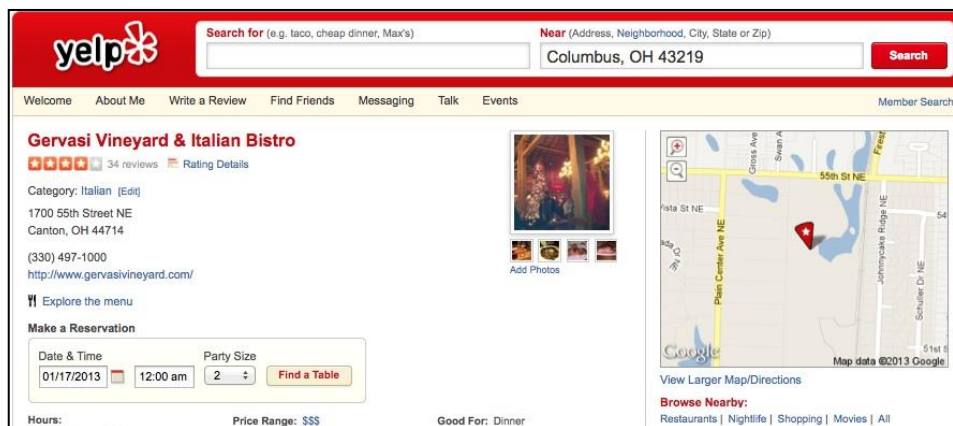 yelp
Search for (e.g. taco, cheap dinner, Max's)
Near (Address, Neighborhood, City, State or Zip)
Columbus, OH 43219
Search
Welcome About Me Write a Review Find Friends Messaging Talk Events Member Search
Gervasi Vineyard & Italian Bistro
34 reviews Rating Details
Category: Italian [Edit]
1700 55th Street NE
Canton, OH 44714
(330) 497-1000
http://www.gervasivineyard.com/
Explore the menu
Add Photos
Make a Reservation
Date & Time Party Size
01/17/2013 12:00 am 2 Find a Table
Hours: Price Range: $$$ Good For: Dinner
Gross Ave
Swan A
55th St NE
Vista St NE
Plain Center Ave NE
Johnnycake Ridge NE
54
Schuller Dr NE
Google
Map data ©2013 Google
View Larger Map/Directions
Browse Nearby:
Restaurants | Nightlife | Shopping | Movies | All